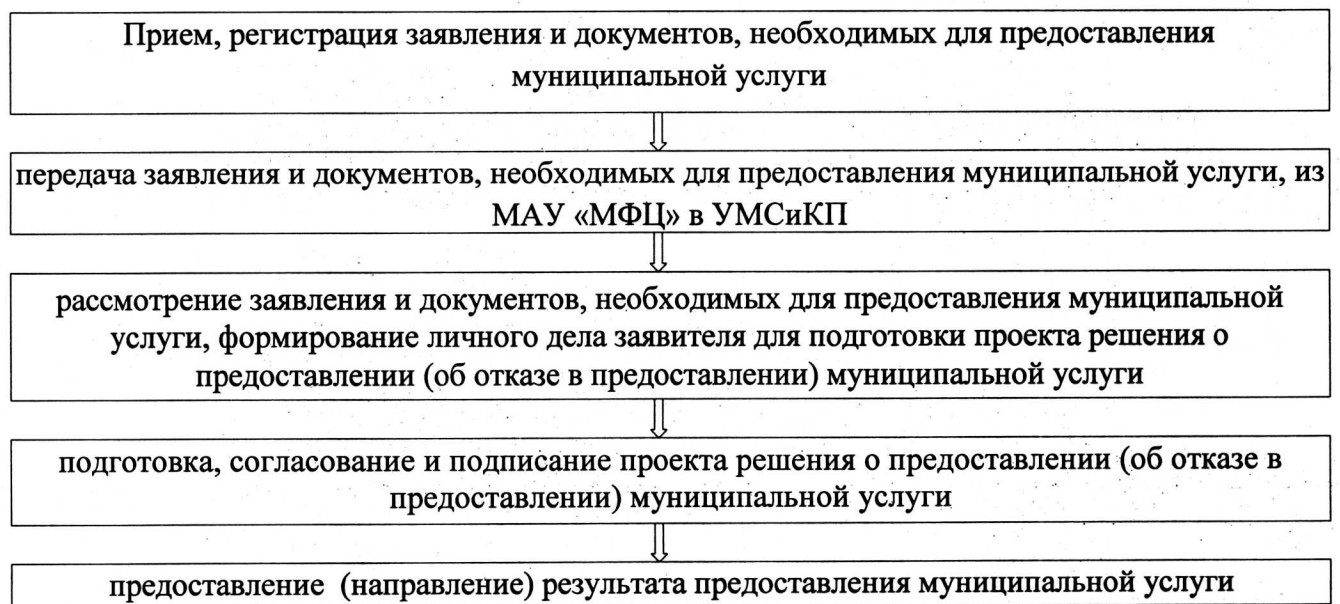 Прием, регистрация заявления и документов, необходимых для предоставления
муниципальной услуги
передача заявления и документов, необходимых для предоставления муниципальной услуги, из
МАУ «МФЦ» в УМСиКП
рассмотрение заявления и документов, необходимых для предоставления муниципальной
услуги, формирование личного дела заявителя для подготовки проекта решения о
предоставлении (об отказе в предоставлении) муниципальной услуги
подготовка, согласование и подписание проекта решения о предоставлении (об отказе в
предоставлении) муниципальной услуги
предоставление (направление) результата предоставления муниципальной услуги